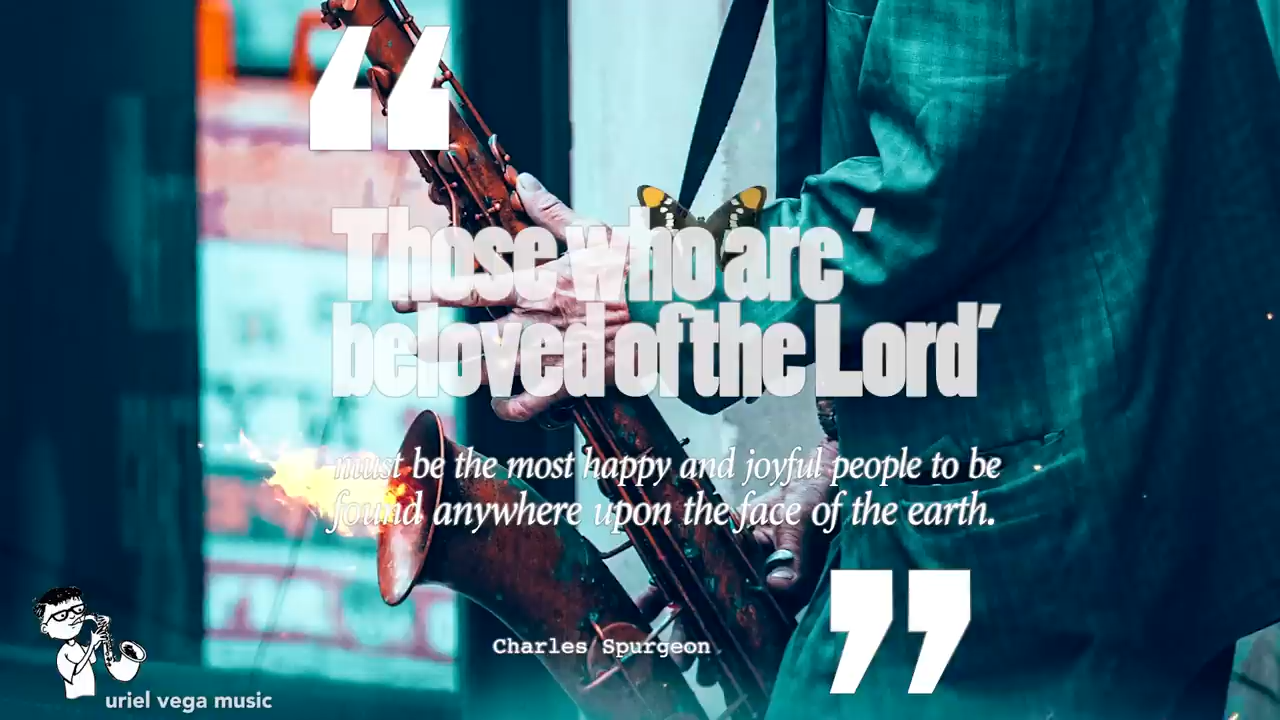 “
Those who are ‘
beloved of the Lord’
must be the most happy and joyful people to be
found anywhere upon the face of the earth.
”
Charles Spurgeon
uriel vega music